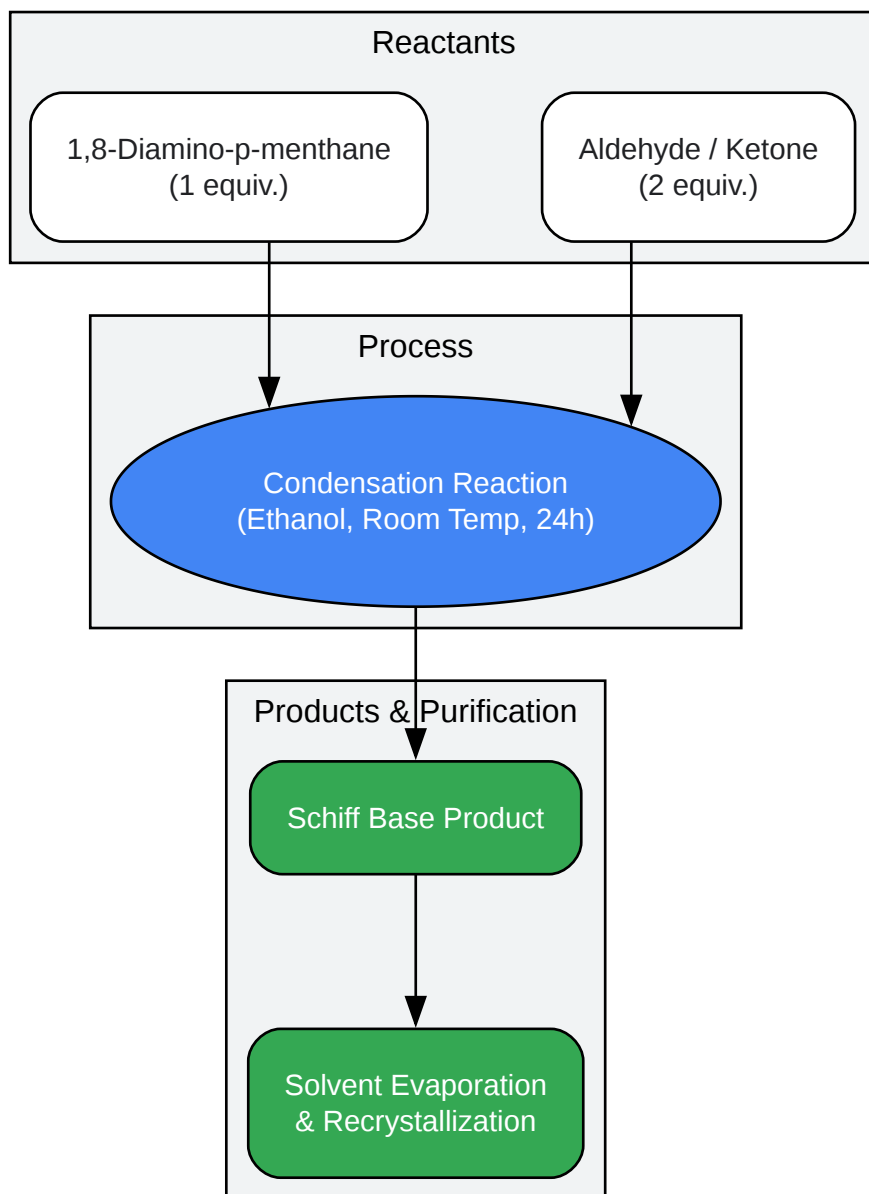 Reactants
1,8-Diamino-p-menthane
(1 equiv.)
Aldehyde / Ketone
(2 equiv.)
Process
Condensation Reaction
(Ethanol, Room Temp, 24h)
Products & Purification
Schiff Base Product
Solvent Evaporation
& Recrystallization